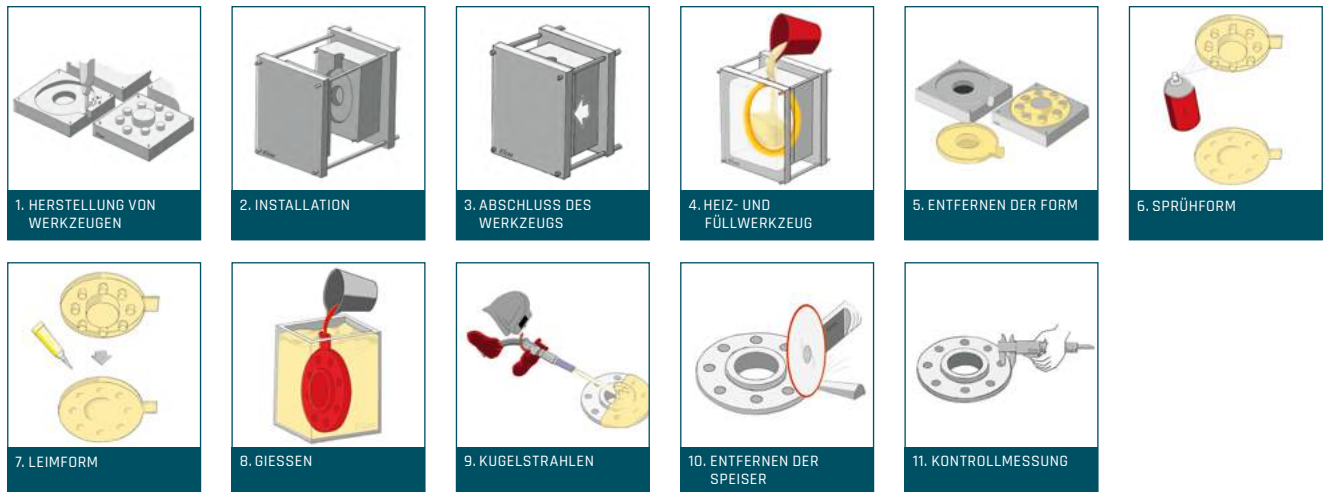 1. HERSTELLUNG VON
WERKZEUGEN
2. INSTALLATION
3. ABSCHLUSS DES
WERKZEUGS
4. HEIZ- UND
FÜLLWERKZEUG
5. ENTFERNEN DER FORM
6. SPRÜHFORM
7. LEIMFORM
8. GIESSEN
9. KUGELSTRAHLEN
10. ENTFERNEN DER
SPEISER
11. KONTROLLMESSUNG